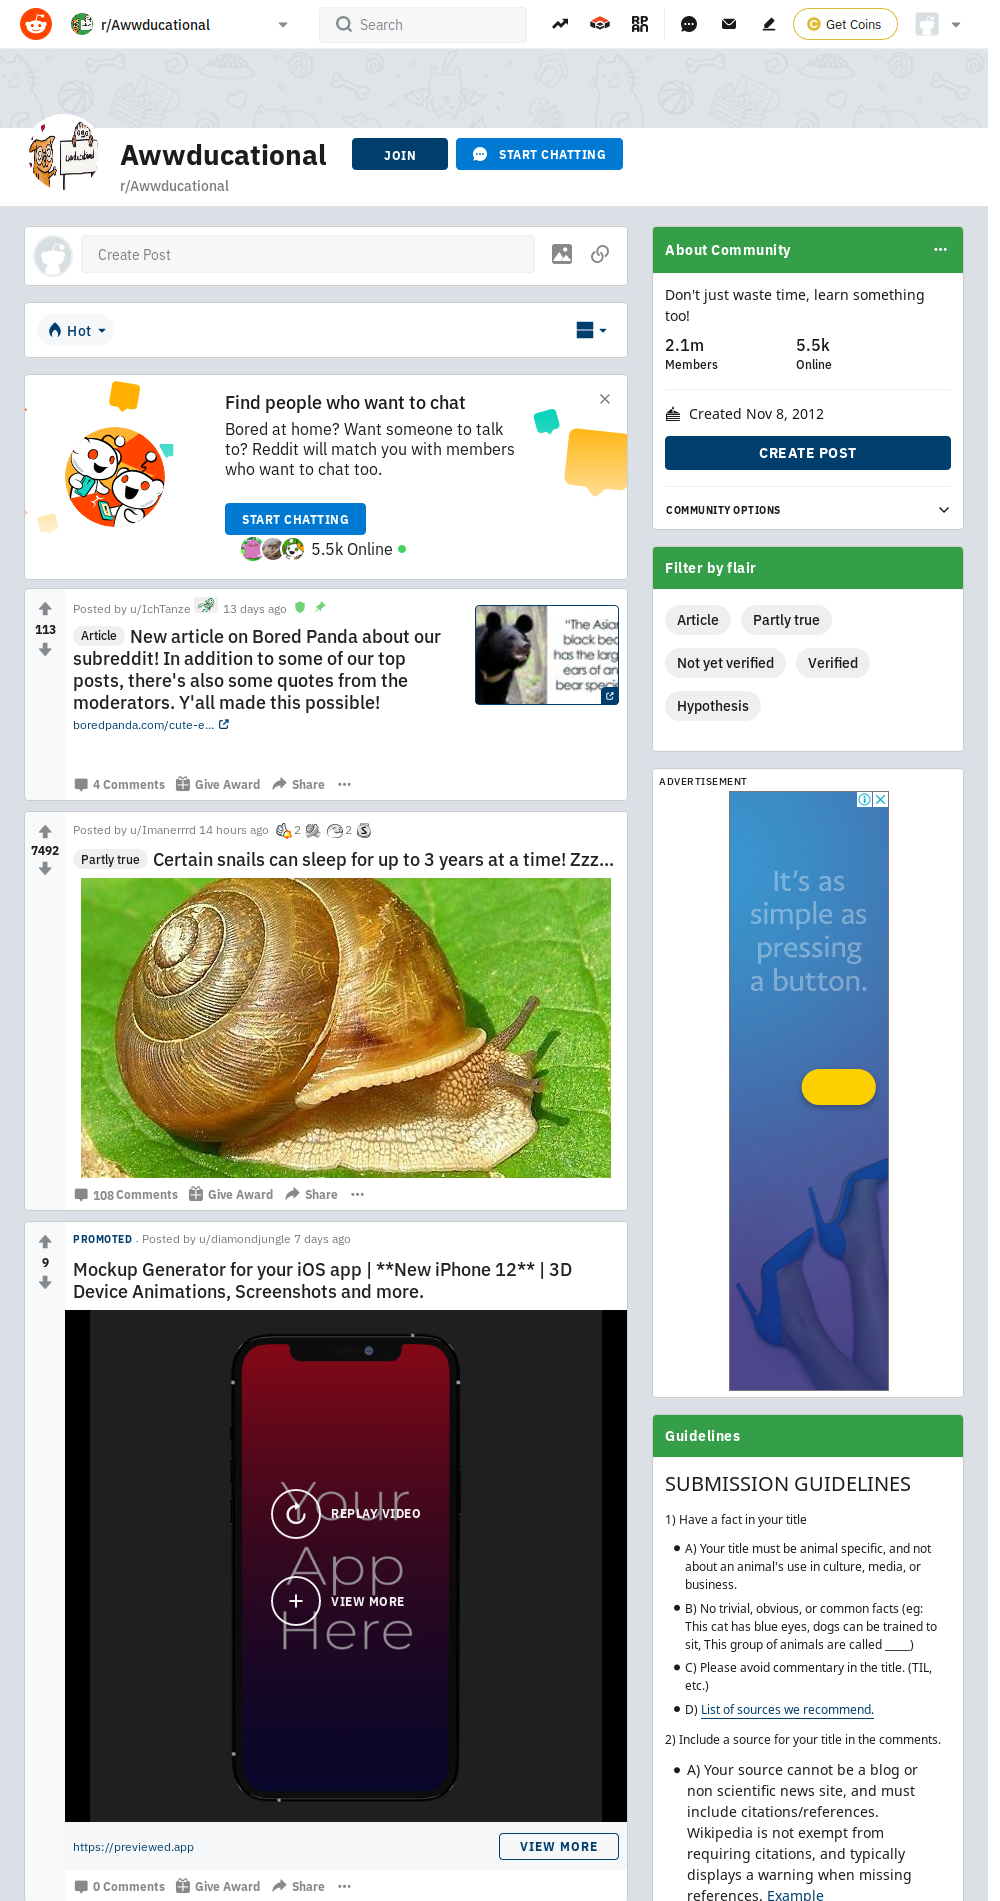 r/Awwducational
Search
RPAN
Get Coins
Awwducational
r/Awwducational
JOIN
START CHATTING
Create Post
Hot
Find people who want to chat
Bored at home? Want someone to talk
to? Reddit will match you with members
who want to chat too.
START CHATTING
5.5k Online
113
Posted by u/IchTanze 13 days ago
Article New article on Bored Panda about our
subreddit! In addition to some of our top
posts, there's also some quotes from the
moderators. Y'all made this possible!
boredpanda.com/cute-e...
"The Asian
black bea
has the larg
ears of an
bear speci
4 Comments Give Award Share
7492
Posted by u/Imanerrrd 14 hours ago 2 2
Partly true Certain snails can sleep for up to 3 years at a time! Zzz...
108 Comments Give Award Share
9
PROMOTED . Posted by u/diamondjungle 7 days ago
Mockup Generator for your iOS app | **New iPhone 12** | 3D
Device Animations, Screenshots and more.
Your
App
Here
REPLAY VIDEO
VIEW MORE
https://previewed.app
VIEW MORE
0 Comments Give Award Share
About Community
Don't just waste time, learn something
too!
2.1m 5.5k
Members Online
Created Nov 8, 2012
CREATE POST
COMMUNITY OPTIONS
Filter by flair
Article Partly true
Not yet verified Verified
Hypothesis
ADVERTISEMENT
It's as
simple as
pressing
a button.
Guidelines
SUBMISSION GUIDELINES
1) Have a fact in your title
A) Your title must be animal specific, and not
about an animal's use in culture, media, or
business.
B) No trivial, obvious, or common facts (eg:
This cat has blue eyes, dogs can be trained to
sit, This group of animals are called _____)
C) Please avoid commentary in the title. (TIL,
etc.)
D) List of sources we recommend.
2) Include a source for your title in the comments.
A) Your source cannot be a blog or
non scientific news site, and must
include citations/references.
Wikipedia is not exempt from
requiring citations, and typically
displays a warning when missing
references. Example